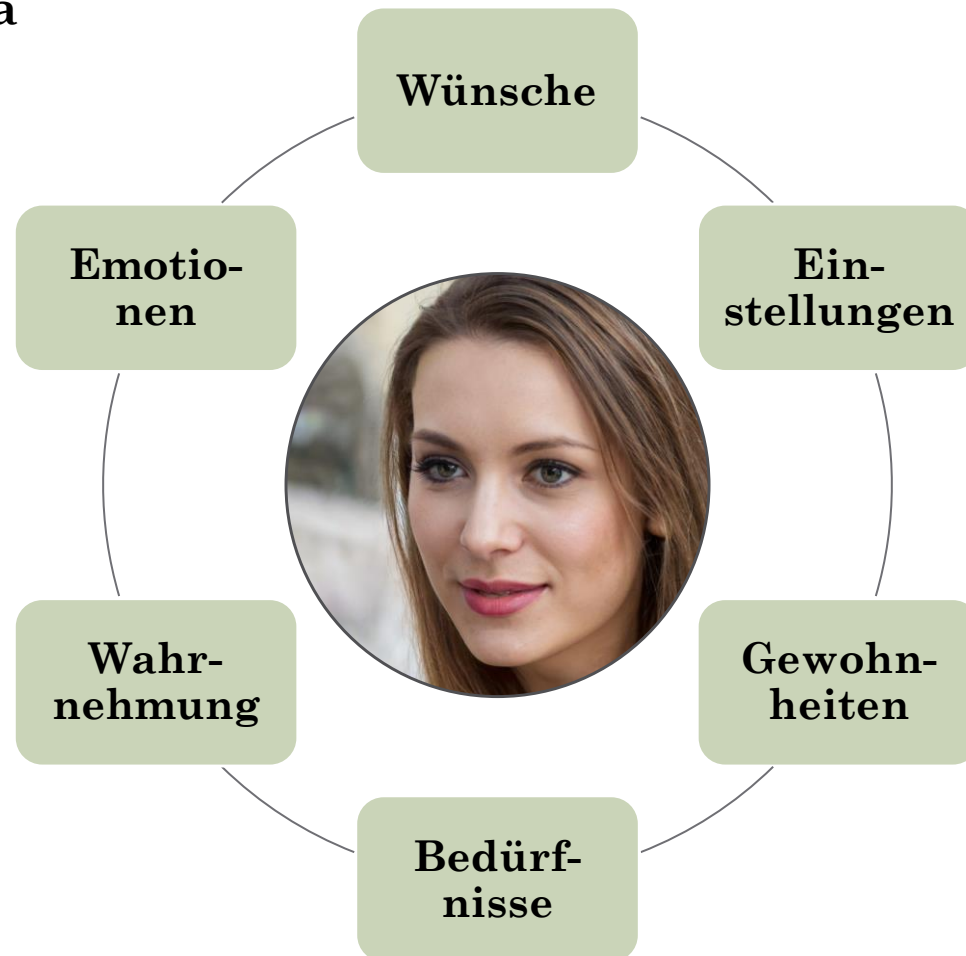 a
Wünsche
Emotio-
nen
Ein-
stellungen
Wahr-
nehmung
Gewohn-
heiten
Bedürf-
nisse